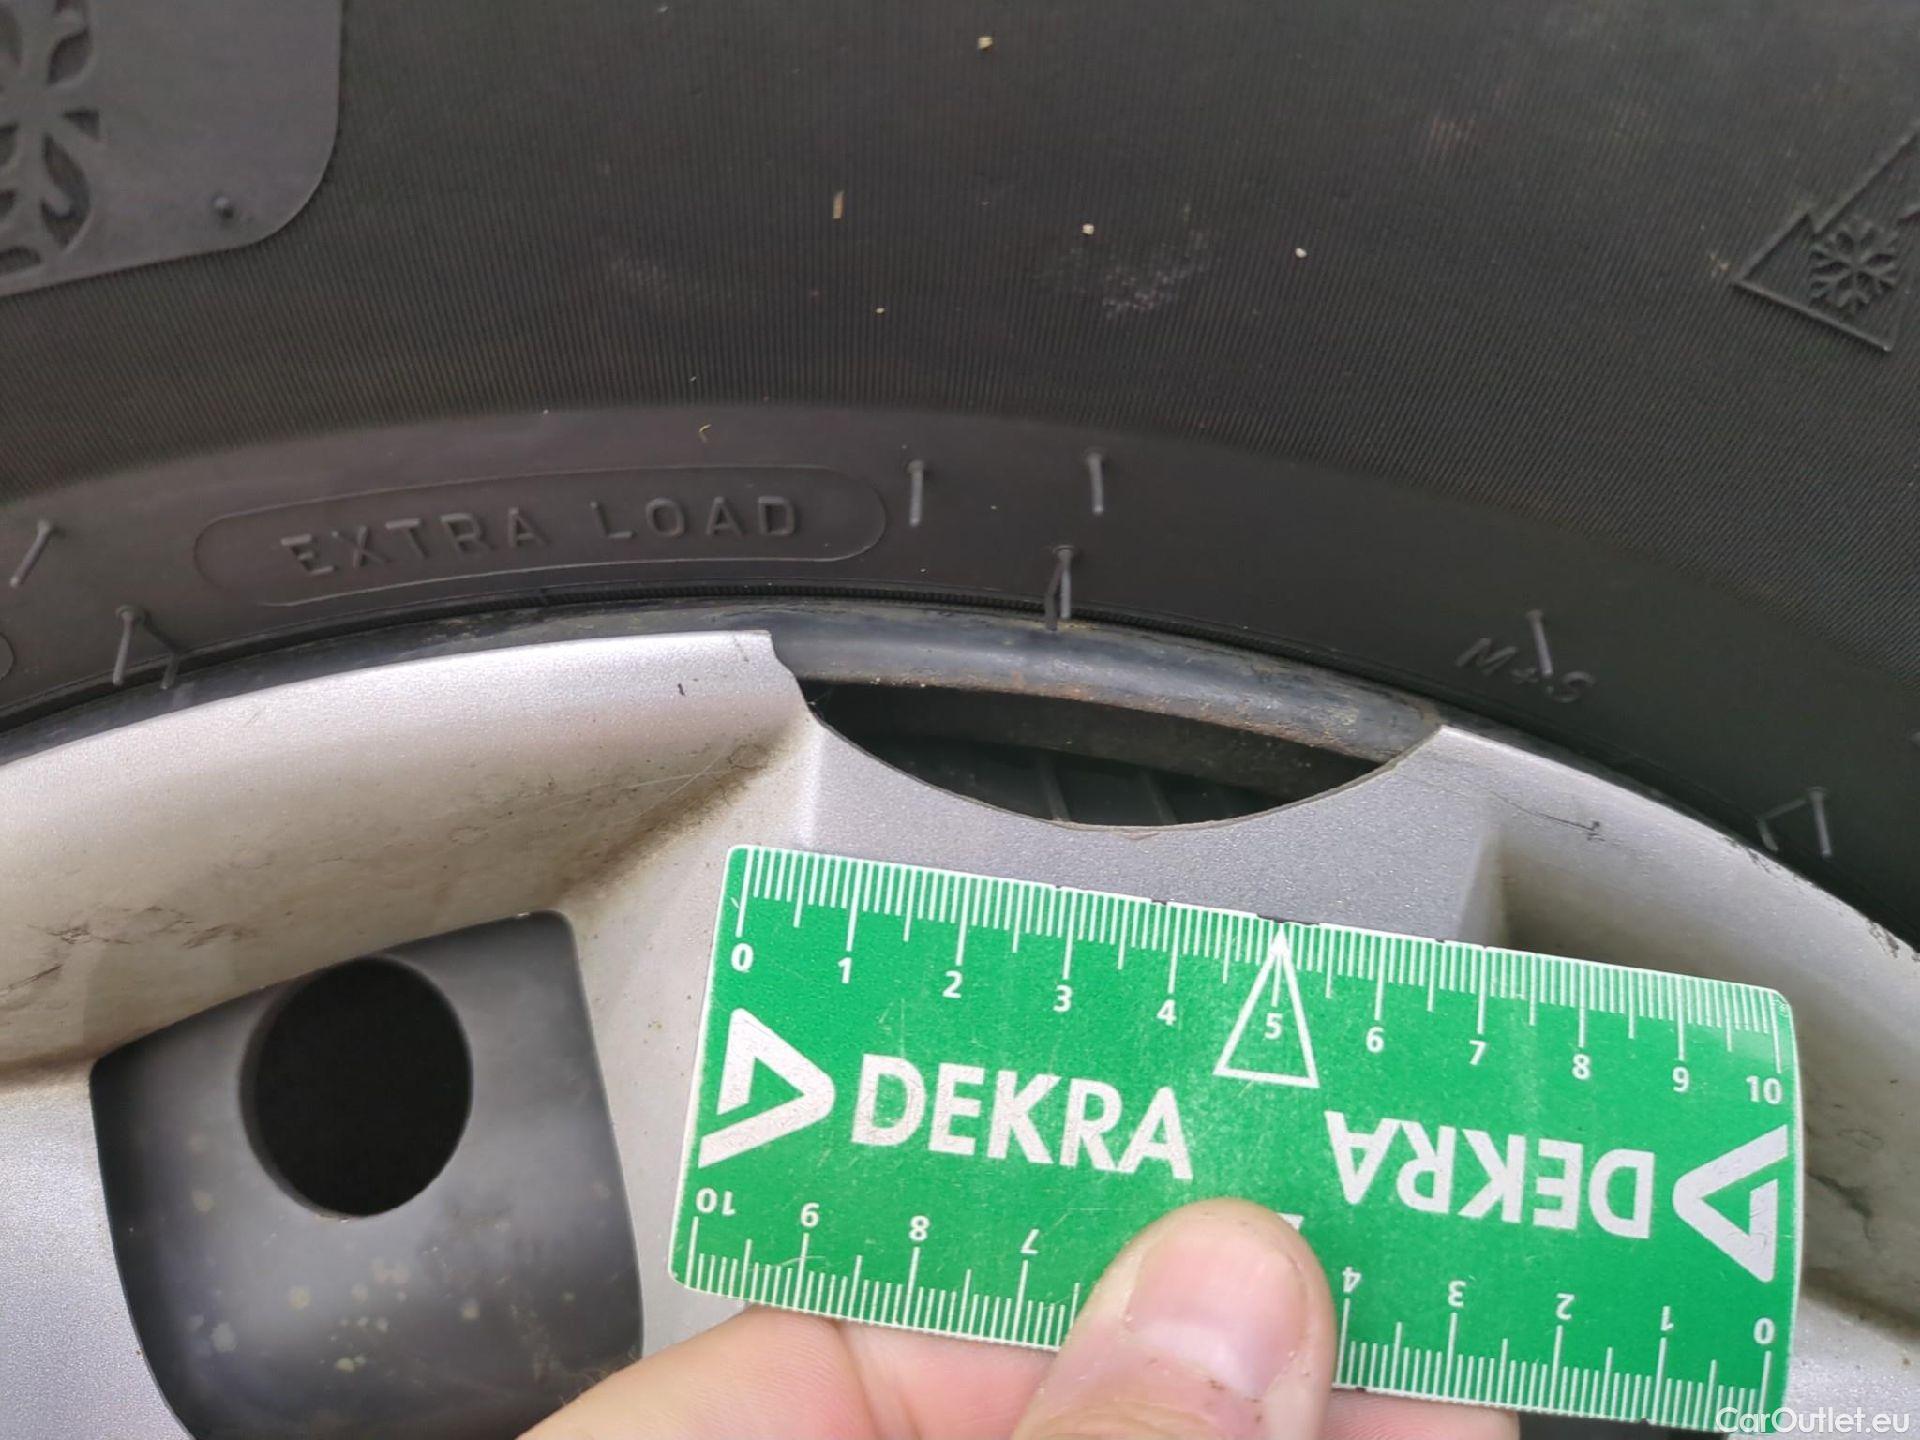 EXTRA LOAD
M+S
0 1 2 3 4 5 6 7 8 9 10
DEKRA
DEKRA
10 9 8 7 4 3 2 1 0
CarOutlet.eu